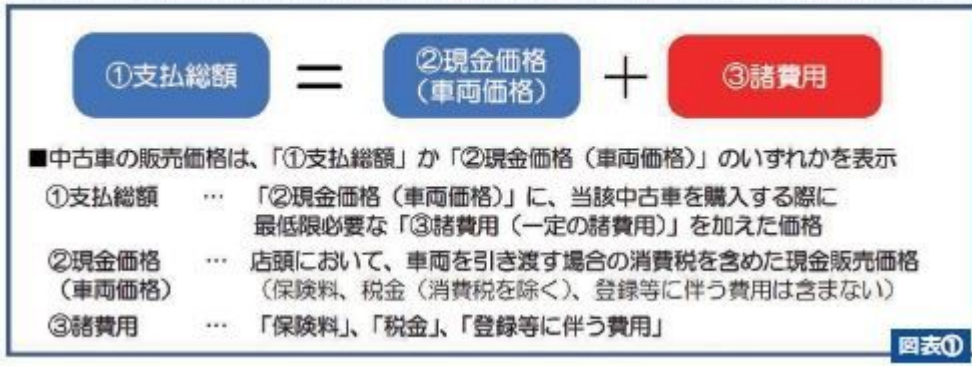 ①支払総額 = ②現金価格
（車両価格） + ③諸費用
■中古車の販売価格は、「①支払総額」か「②現金価格（車両価格）」のいずれかを表示
①支払総額 … 「②現金価格（車両価格）」に、当該中古車を購入する際に
最低限必要な「③諸費用（一定の諸費用）」を加えた価格
②現金価格 … 店頭において、車両を引き渡す場合の消費税を含めた現金販売価格
（車両価格） （保険料、税金（消費税を除く）、登録等に伴う費用は含まない）
③諸費用 … 「保険料」、「税金」、「登録等に伴う費用」
図表①